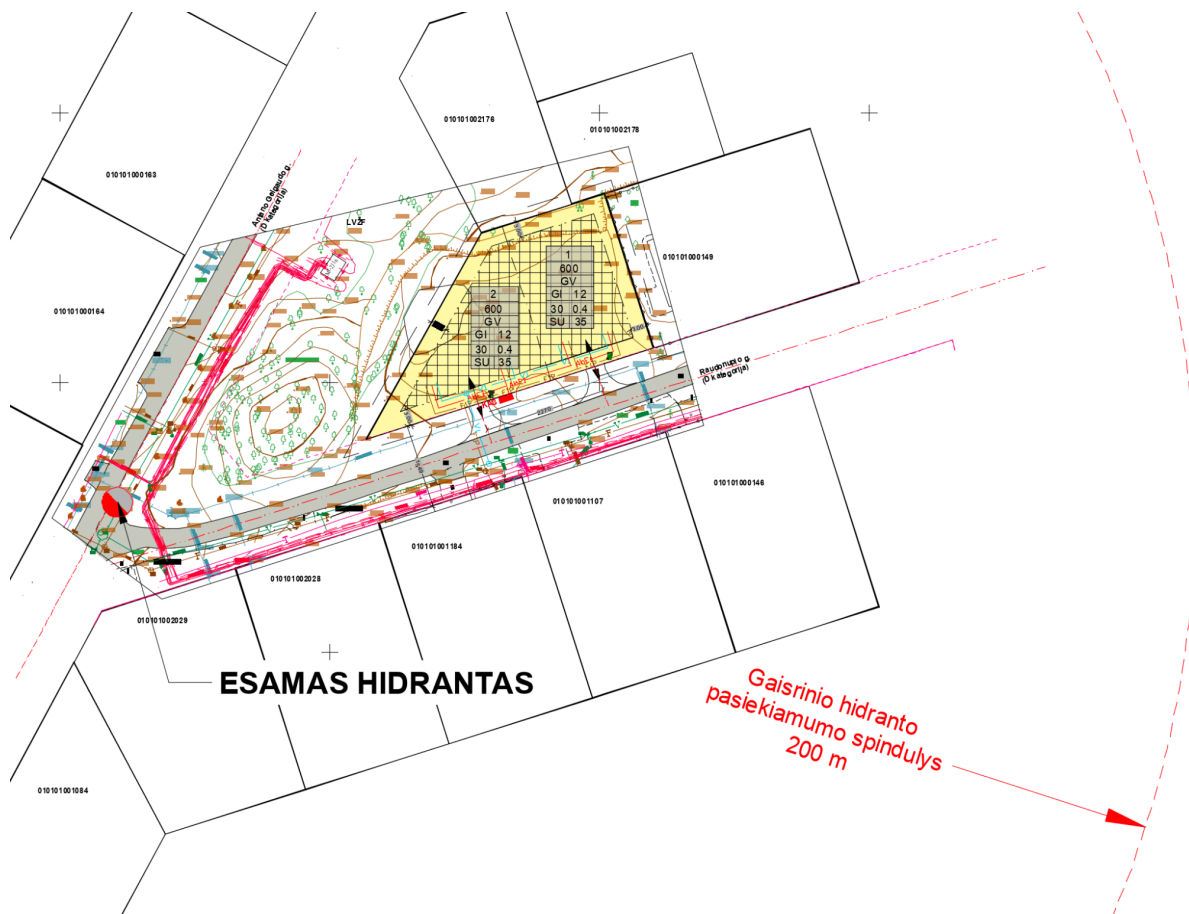 010101002176
010101002178
010101000163
Antano Gelgaudo g.
(D kategorija)
LVŽF
010101000149
1
600
GV
GI 12
30 0.4
SU 35
2
600
GV
GI 12
30 0.4
SU 35
010101000164
Raudonupio g.
(D kategorija)
010101000146
010101001107
010101001184
010101002028
010101002029
ESAMAS HIDRANTAS
Gaisrinio hidranto
pasiekiamumo spindulys
200 m
010101001084